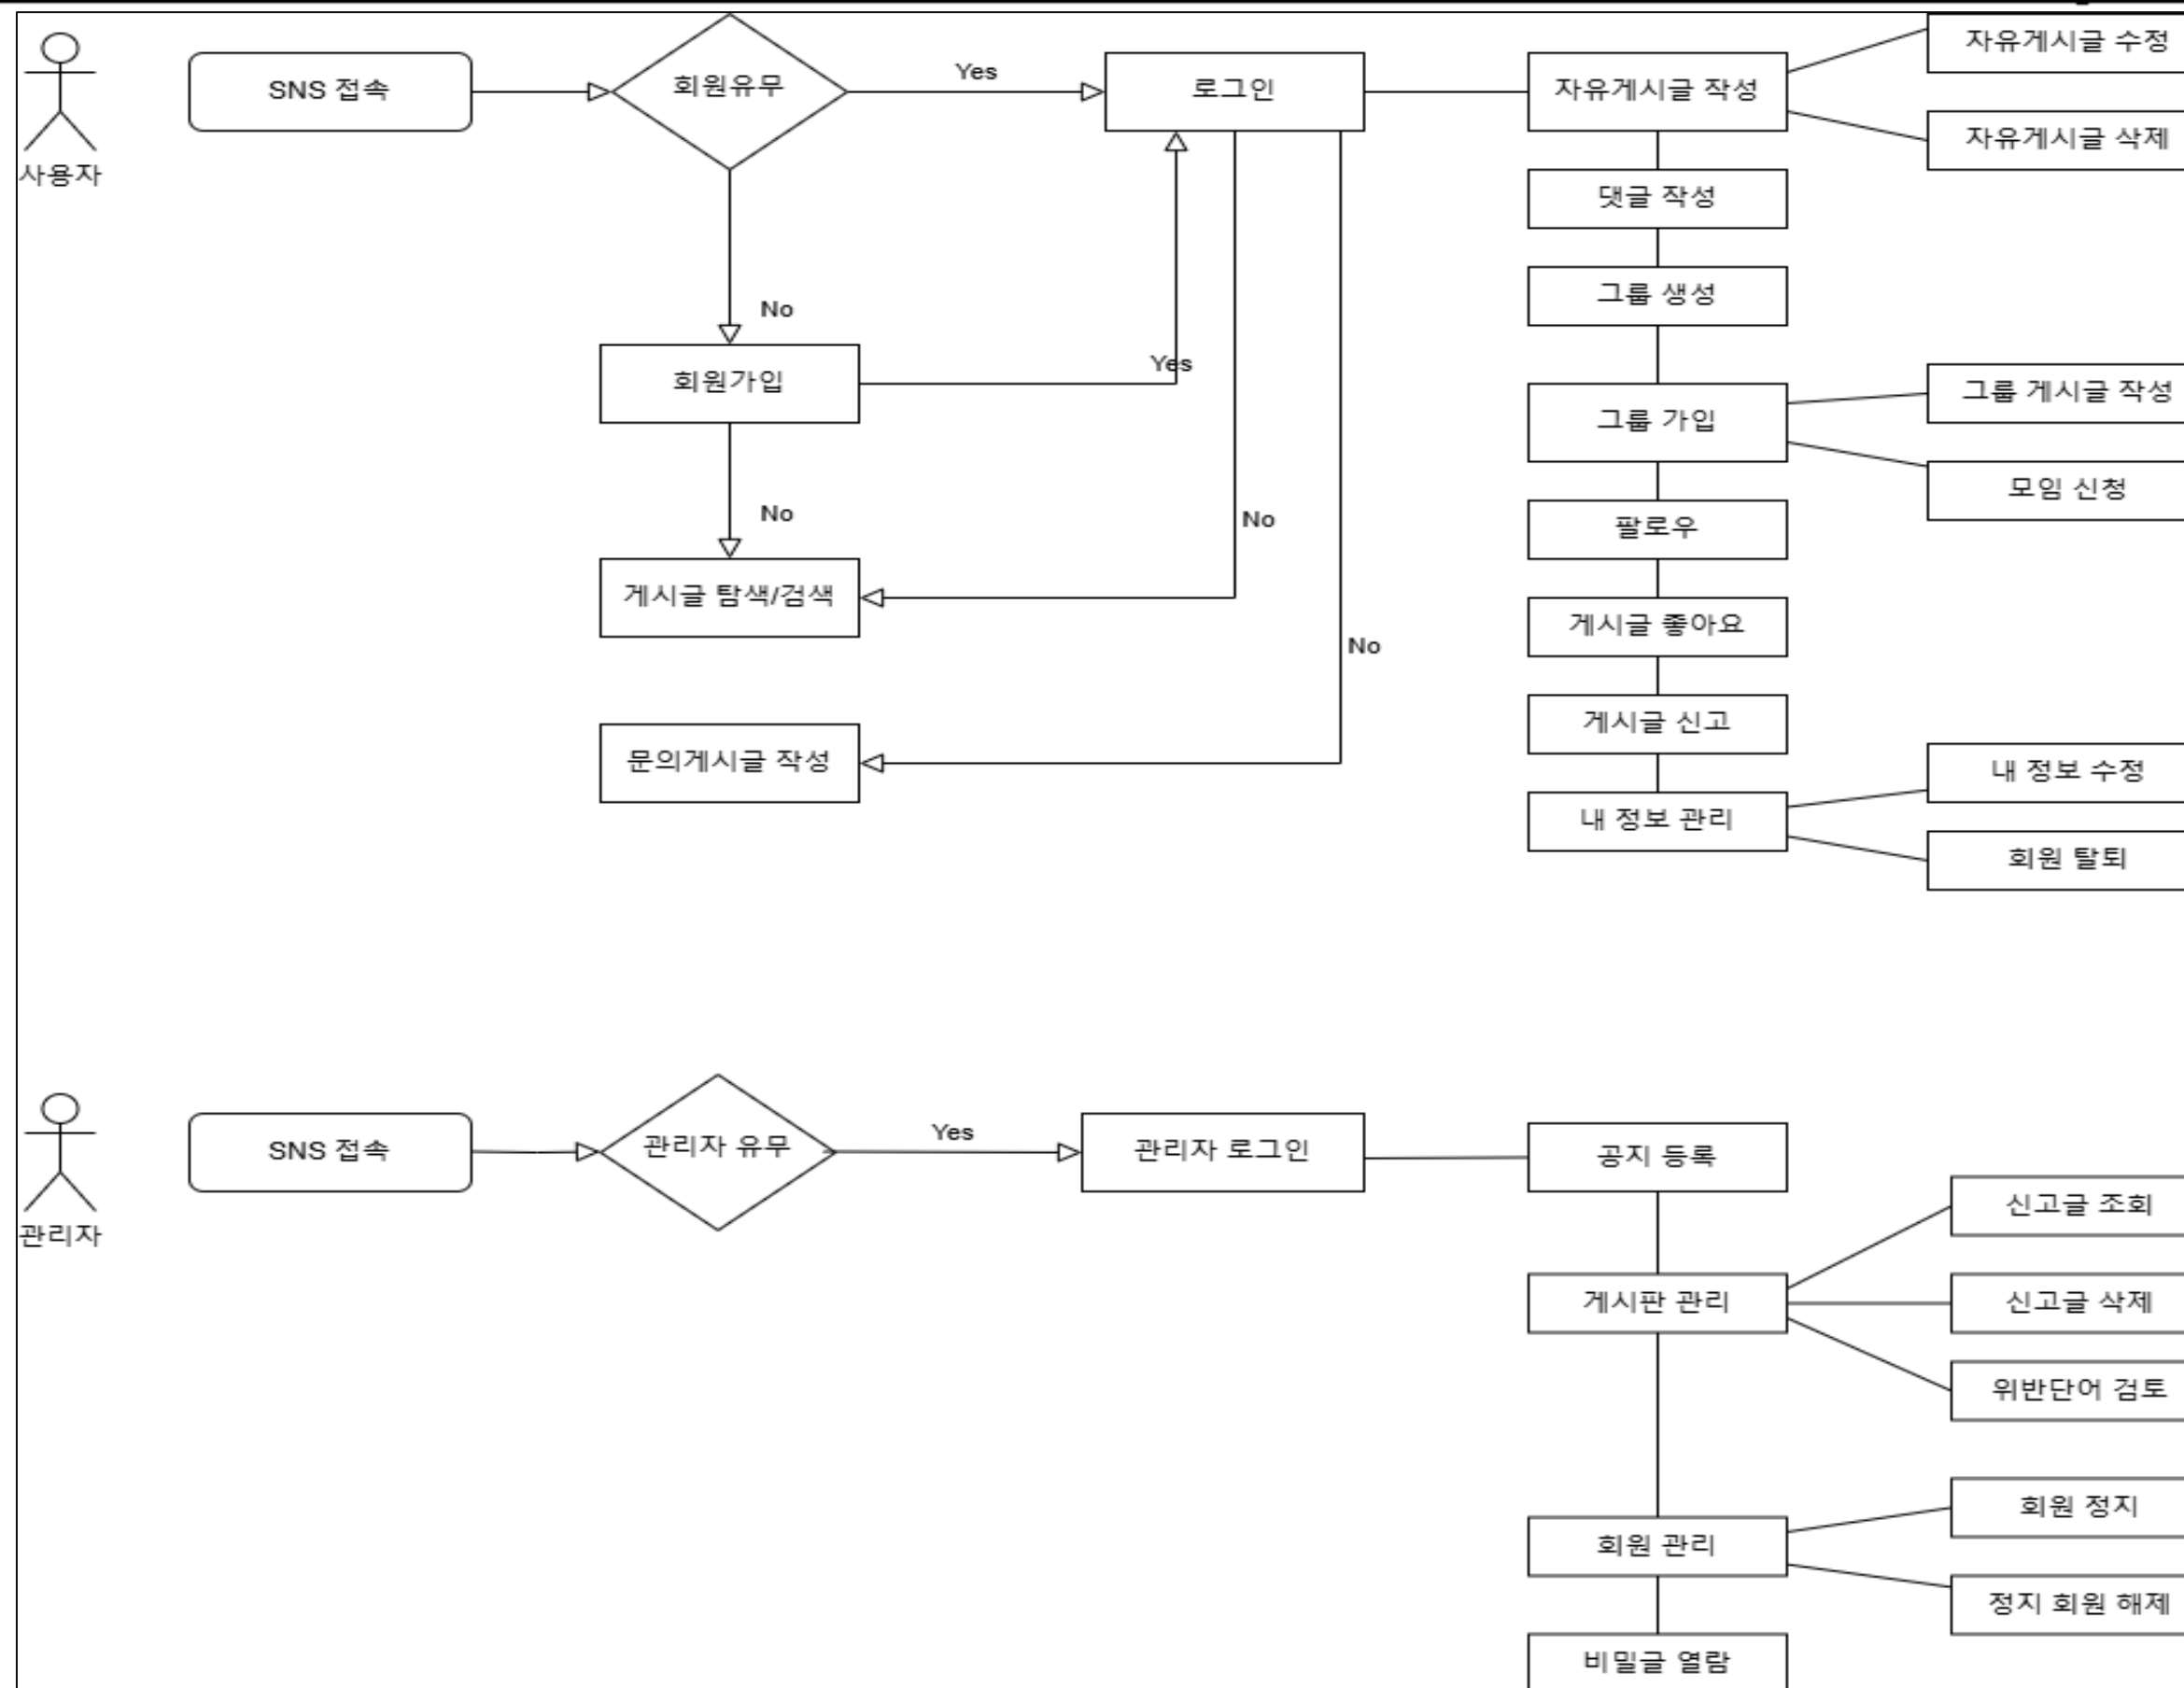 사용자
SNS 접속
회원유무
Yes
로그인
자유게시글 작성
자유게시글 수정
자유게시글 삭제
댓글 작성
그룹 생성
No
회원가입
Yes
그룹 가입
그룹 게시글 작성
모임 신청
No
No
팔로우
게시글 탐색/검색
게시글 좋아요
No
게시글 신고
문의게시글 작성
내 정보 관리
내 정보 수정
회원 탈퇴
관리자
SNS 접속
관리자 유무
Yes
관리자 로그인
공지 등록
신고글 조회
게시판 관리
신고글 삭제
위반단어 검토
회원 정지
회원 관리
정지 회원 해제
비밀글 열람